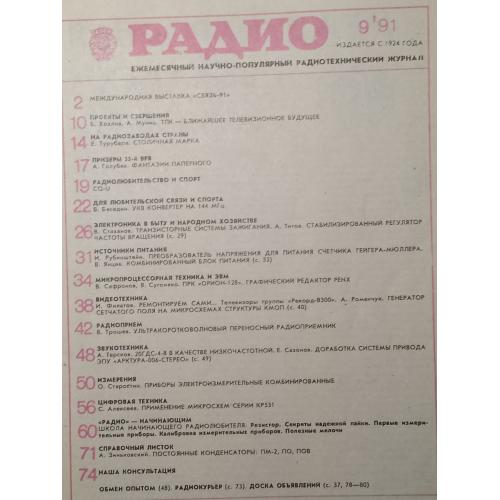 РАДИО
9'91
ИЗДАЕТСЯ С 1924 ГОДА
ЕЖЕМЕСЯЧНЫЙ НАУЧНО-ПОПУЛЯРНЫЙ РАДИОТЕХНИЧЕСКИЙ ЖУРНАЛ
2 МЕЖДУНАРОДНАЯ ВЫСТАВКА «СВЯЗЬ-91»
10 ПРОЕКТЫ И СВЕРШЕНИЯ
Б. Хохлов, А. ТПК — БЛИЖАЙШЕЕ ТЕЛЕВИЗИОННОЕ БУДУЩЕЕ
14 НА РАДИОЗАВОДАХ СТРАНЫ
Е. Турубара. СТОЛИЧНАЯ МАРКА
17 ПРИЗЕРЫ 35-й ВРВ
А. Голубев. ФАНТАЗИИ ПАПЕРНОГО
19 РАДИОЛЮБИТЕЛЬСТВО И СПОРТ
CQ-U
22 ДЛЯ ЛЮБИТЕЛЬСКОЙ СВЯЗИ И СПОРТА
В. Беседин. УКВ КОНВЕРТЕР НА 144 МГц
26 ЭЛЕКТРОНИКА В БЫТУ И НАРОДНОМ ХОЗЯЙСТВЕ
В. ТРАНЗИСТОРНЫЕ СИСТЕМЫ ЗАЖИГАНИЯ. А. Титов. СТАБИЛИЗИРОВАННЫЙ РЕГУЛЯТОР
ЧАСТОТЫ ВРАЩЕНИЯ (с. 29)
31 ИСТОЧНИКИ ПИТАНИЯ
И. Рубинштейн. ПРЕОБРАЗОВАТЕЛЬ НАПРЯЖЕНИЯ ДЛЯ ПИТАНИЯ СЧЕТЧИКА ГЕЙГЕРА-МЮЛЛЕРА.
В. Янцев. КОМБИНИРОВАННЫЙ БЛОК ПИТАНИЯ (с. 33)
34 МИКРОПРОЦЕССОРНАЯ ТЕХНИКА И ЭВМ
В. Сафронов, В. Сугоняко. ПРК «ОРИОН-128». ГРАФИЧЕСКИЙ РЕДАКТОР
38 ВИДЕОТЕХНИКА
И. Филатов. РЕМОНТИРУЕМ САМИ... Телевизоры группы «Рекорд-В300». А. Романчук. ГЕНЕРАТОР
СЕТЧАТОГО ПОЛЯ НА МИКРОСХЕМАХ СТРУКТУРЫ КМОП (с. 40).
42 РАДИОПРИЕМ
В. Трошев. УЛЬТРАКОРОТКОВОЛНОВЫЙ ПЕРЕНОСНЫЙ РАДИОПРИЕМНИК
48 ЗВУКОТЕХНИКА
А. Терсков. 20ГДС-4-8 В КАЧЕСТВЕ НИЗКОЧАСТОТНОЙ. Е. Сазонов. ДОРАБОТКА СИСТЕМЫ ПРИВОДА
ЭПУ «АРКТУРА-006-СТЕРЕО» (с. 49)
50 ИЗМЕРЕНИЯ
О. Старостин. ПРИБОРЫ ЭЛЕКТРОИЗМЕРИТЕЛЬНЫЕ КОМБИНИРОВАННЫЕ
56 ЦИФРОВАЯ ТЕХНИКА
С. Алексеев. ПРИМЕНЕНИЕ МИКРОСХЕМ СЕРИИ КР531
60 «РАДИО» — НАЧИНАЮЩИМ
ШКОЛА НАЧИНАЮЩЕГО РАДИОЛЮБИТЕЛЯ. Резистор. Секреты надежной пайки. Первые измери-
тельные приборы. Калибровка измерительных приборов. Полезные мелочи
71 СПРАВОЧНЫЙ ЛИСТОК
А. Зиньковский. ПОСТОЯННЫЕ КОНДЕНСАТОРЫ: ПМ-2, ПО, ПОВ
74 НАША КОНСУЛЬТАЦИЯ
ОБМЕН ОПЫТОМ (48). РАДИОКУРЬЕР (с. 73). ДОСКА ОБЪЯВЛЕНИЙ (с. 37, 78—80)